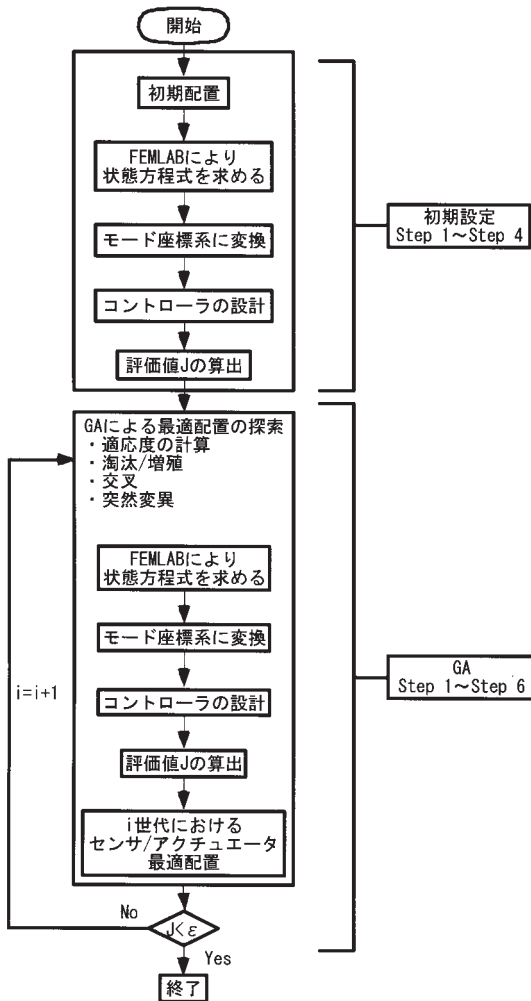 開始
初期配置
FEMLABにより
状態方程式を求める
モード座標系に変換
コントローラの設計
評価値Jの算出
初期設定
Step 1～Step 4
GAによる最適配置の探索
・適応度の計算
・淘汰/増殖
・交叉
・突然変異
FEMLABにより
状態方程式を求める
モード座標系に変換
コントローラの設計
評価値Jの算出
i世代における
センサ/アクチュエータ
最適配置
i=i+1
GA
Step 1～Step 6
No
J<ε
Yes
終了